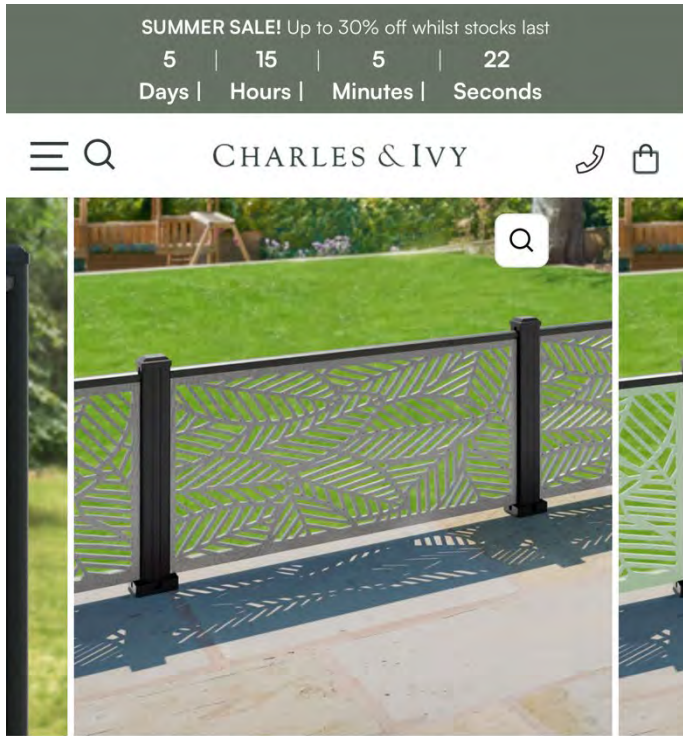 SUMMER SALE! Up to 30% off whilst stocks last
5 | 15 | 5 | 22
Days | Hours | Minutes | Seconds
CHARLES & IVY